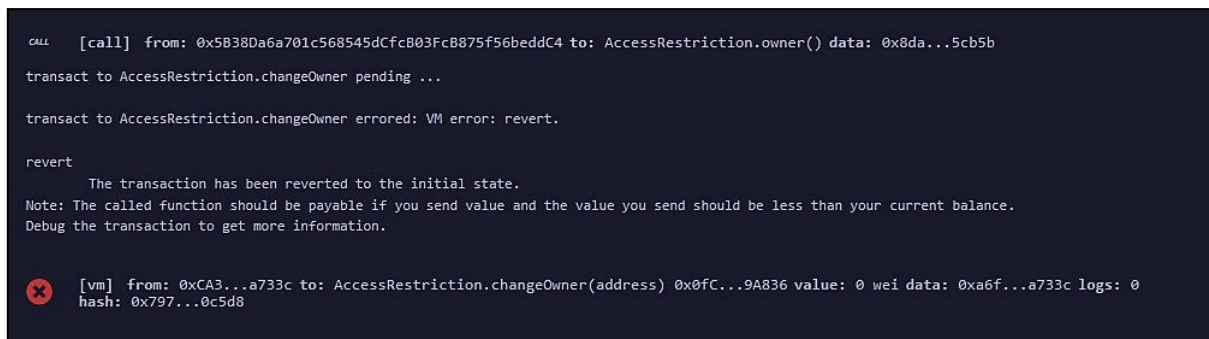 CALL [call] from: 0x5B38Da6a701c568545dCfcB03FcB875f56beddC4 to: AccessRestriction.owner() data: 0x8da...5cb5b
transact to AccessRestriction.changeOwner pending ...
transact to AccessRestriction.changeOwner errored: VM error: revert.
revert
The transaction has been reverted to the initial state.
Note: The called function should be payable if you send value and the value you send should be less than your current balance.
Debug the transaction to get more information.
[vm] from: 0xCA3...a733c to: AccessRestriction.changeOwner(address) 0x0fC...9A836 value: 0 wei data: 0xa6f...a733c logs: 0
hash: 0x797...0c5d8